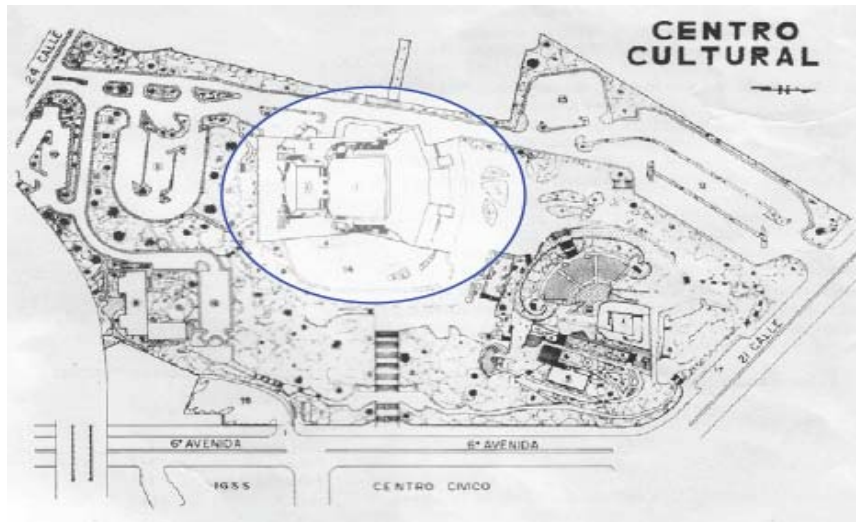 CENTRO
CULTURAL
N
24 CALLE
21 CALLE
6ª AVENIDA
6ª AVENIDA
IGSS
CENTRO CIVICO